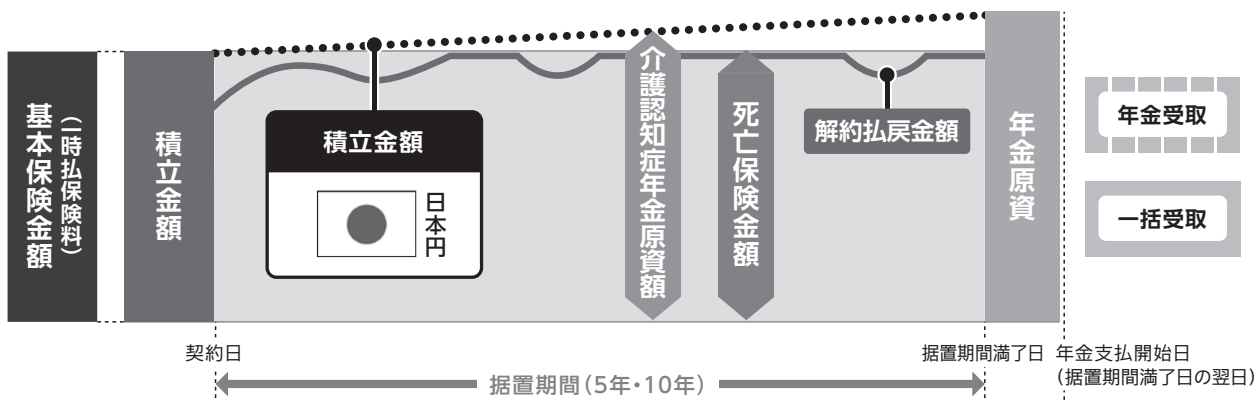 基本保険金額
(一時払保険料)
積立金額
積立金額
日本円
介護認知症年金原資額
死亡保険金額
解約払戻金額
年金原資
年金受取
一括受取
契約日
据置期間満了日
年金支払開始日
(据置期間満了日の翌日)
据置期間(5年・10年)